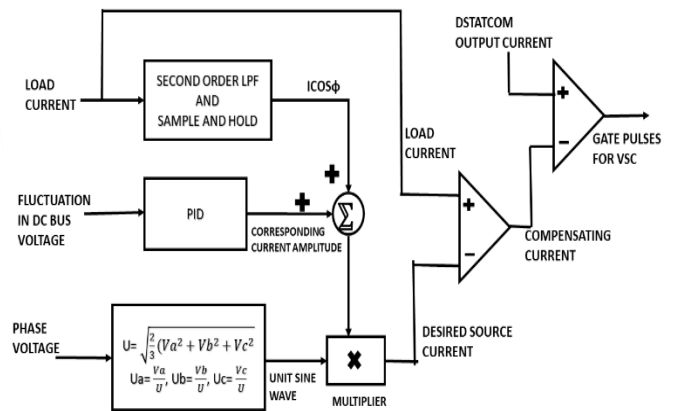 DSTATCOM
OUTPUT CURRENT
SECOND ORDER LPF
AND
SAMPLE AND HOLD
ICOSϕ
LOAD
CURRENT
LOAD
CURRENT
+
−
GATE PULSES
FOR VSC
+
+
FLUCTUATION
IN DC BUS
VOLTAGE
PID
CORRESPONDING
CURRENT AMPLITUDE
Σ
+
−
COMPENSATING
CURRENT
PHASE
VOLTAGE
U= √(2/3 (Va² + Vb² + Vc²
Ua= Va/U, Ub= Vb/U, Uc= Vc/U
UNIT SINE
WAVE
×
MULTIPLIER
DESIRED SOURCE
CURRENT